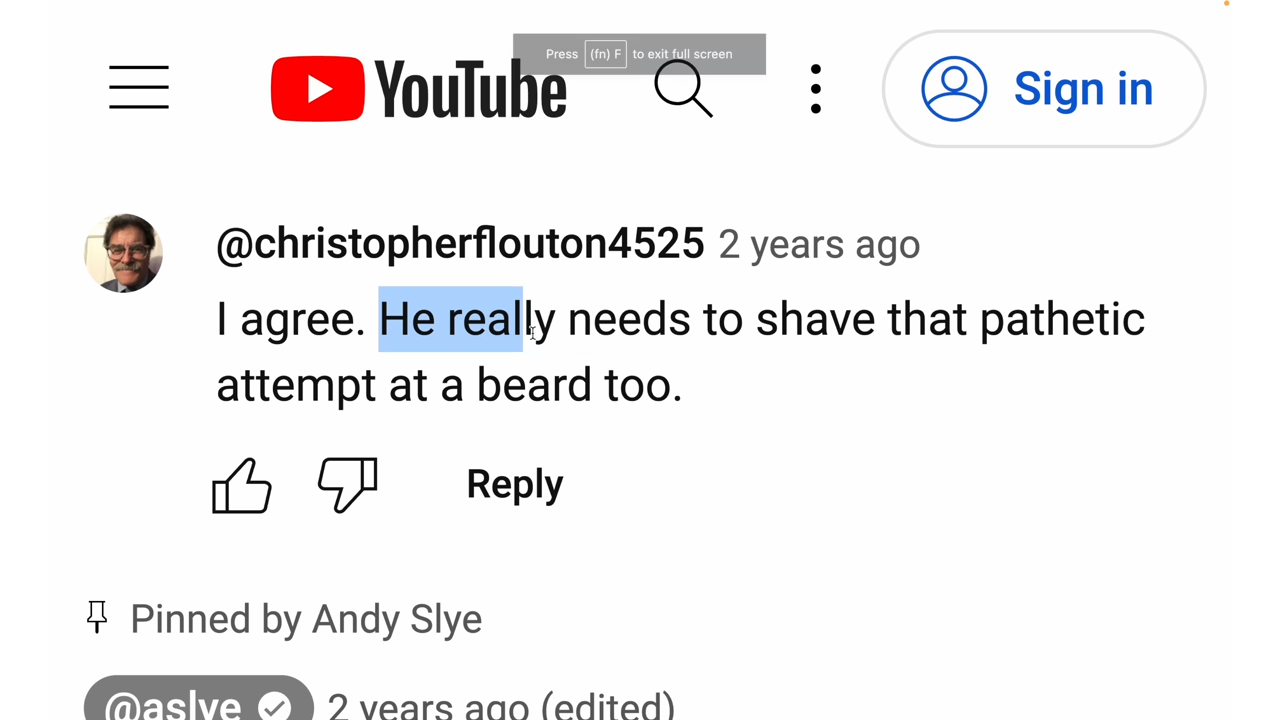 Press (fn) F to exit full screen
YouTube
Sign in
@christopherflouton4525 2 years ago
I agree. He really needs to shave that pathetic
attempt at a beard too.
Reply
Pinned by Andy Slye
@aslye 2 years ago (edited)